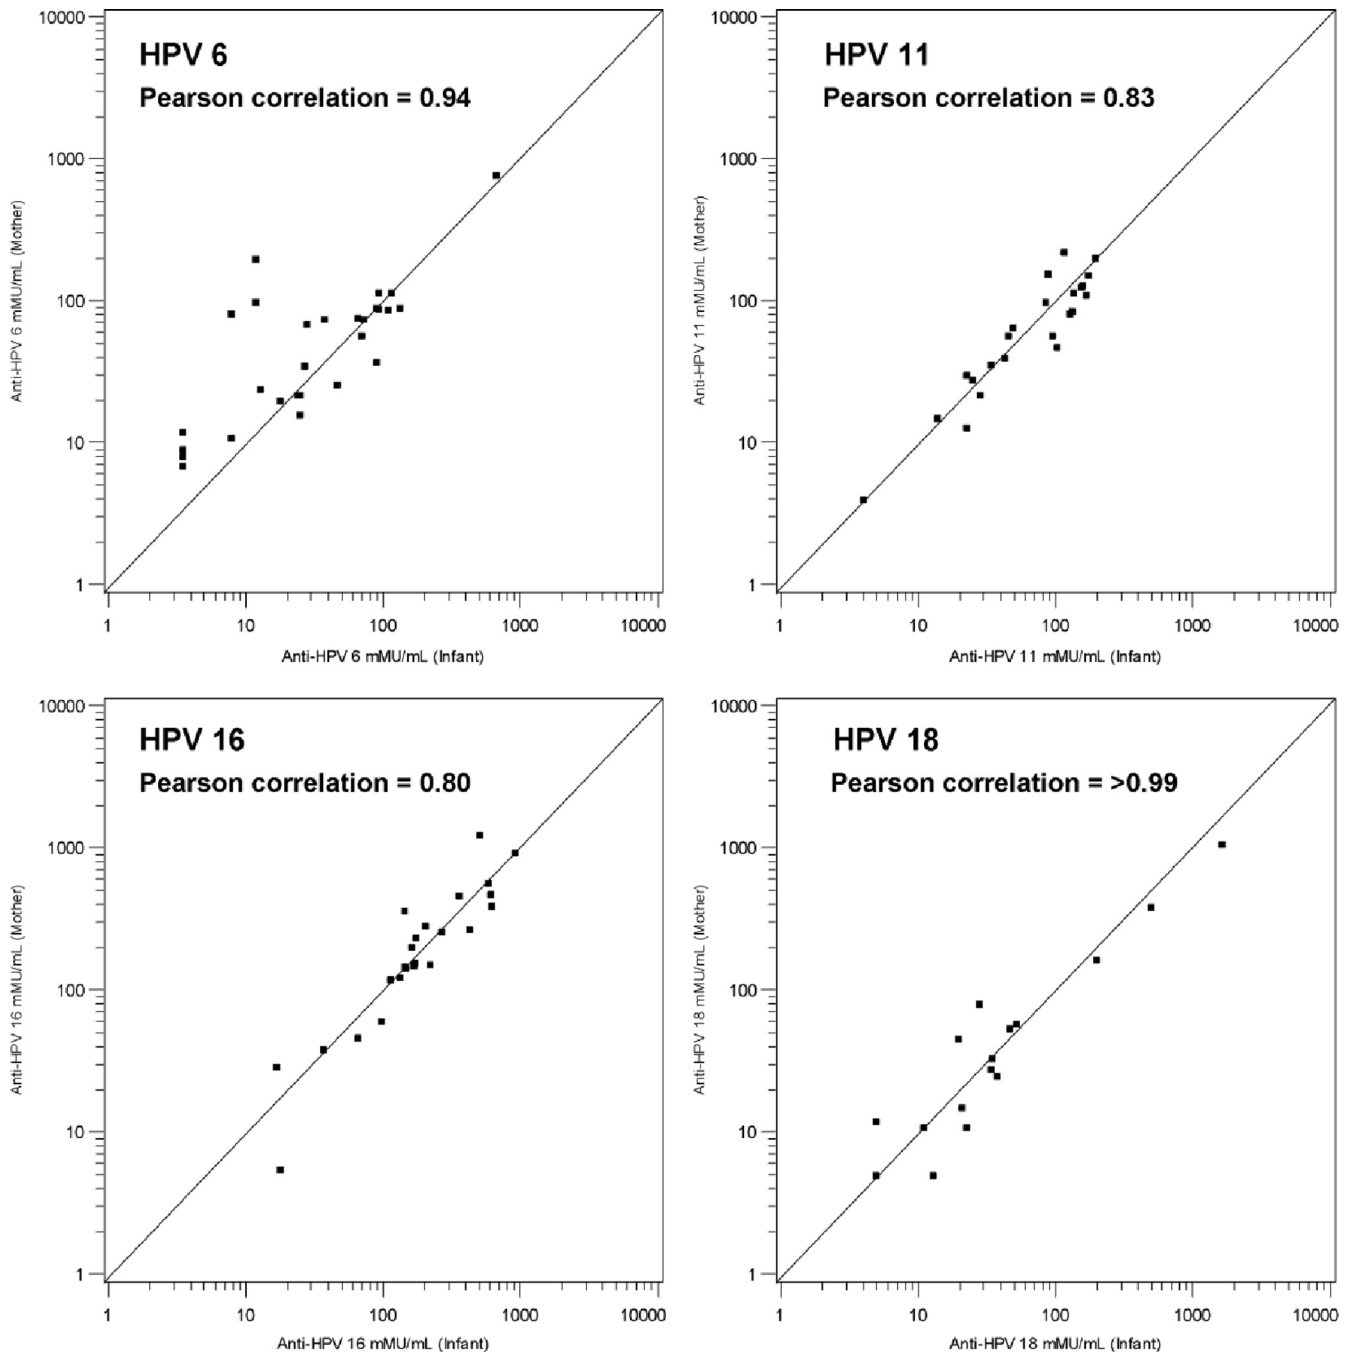 10000
1000
100
10
1
HPV 6
Pearson correlation = 0.94
Anti-HPV 6 mMU/mL (Mother)
1 10 100 1000 10000
Anti-HPV 6 mMU/mL (Infant)
10000
1000
100
10
1
HPV 11
Pearson correlation = 0.83
Anti-HPV 11 mMU/mL (Mother)
1 10 100 1000 10000
Anti-HPV 11 mMU/mL (Infant)
10000
1000
100
10
1
HPV 16
Pearson correlation = 0.80
Anti-HPV 16 mMU/mL (Mother)
1 10 100 1000 10000
Anti-HPV 16 mMU/mL (Infant)
10000
1000
100
10
1
HPV 18
Pearson correlation = >0.99
Anti-HPV 18 mMU/mL (Mother)
1 10 100 1000 10000
Anti-HPV 18 mMU/mL (Infant)